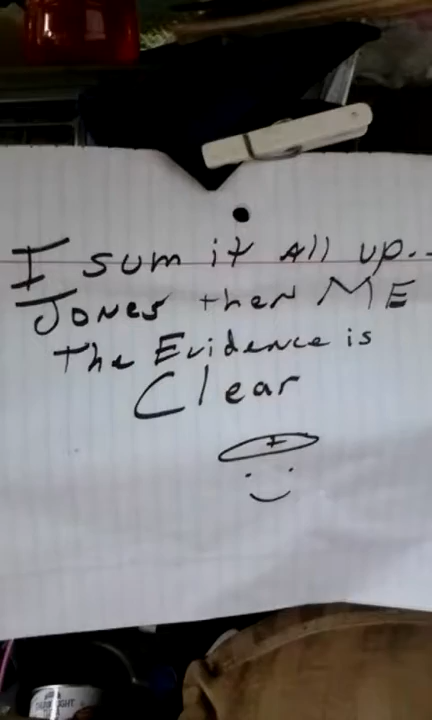 I sum it All up..
Jones then ME
the Evidence is
Clear